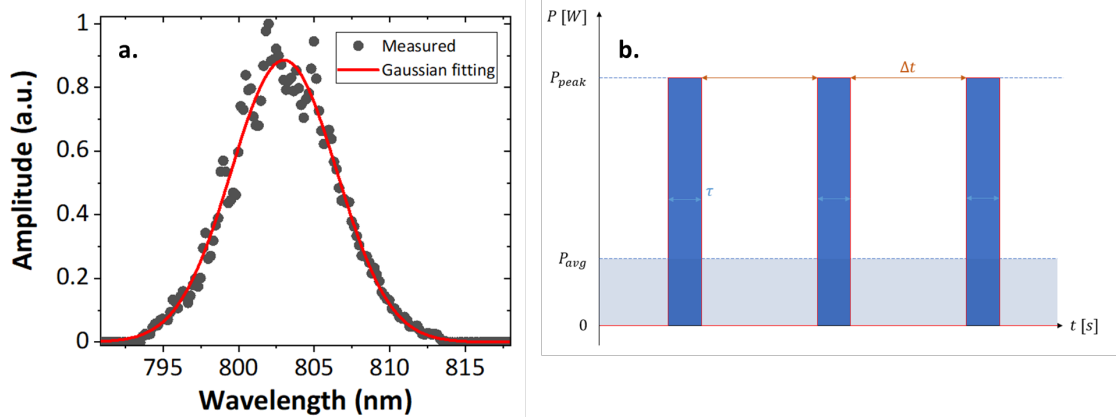 a.
Measured
Gaussian fitting
1
0.8
0.6
0.4
0.2
0
Amplitude (a.u.)
795 800 805 810 815
Wavelength (nm)
P [W]
b.
P_peak
Δt
τ
P_avg
0
t [s]